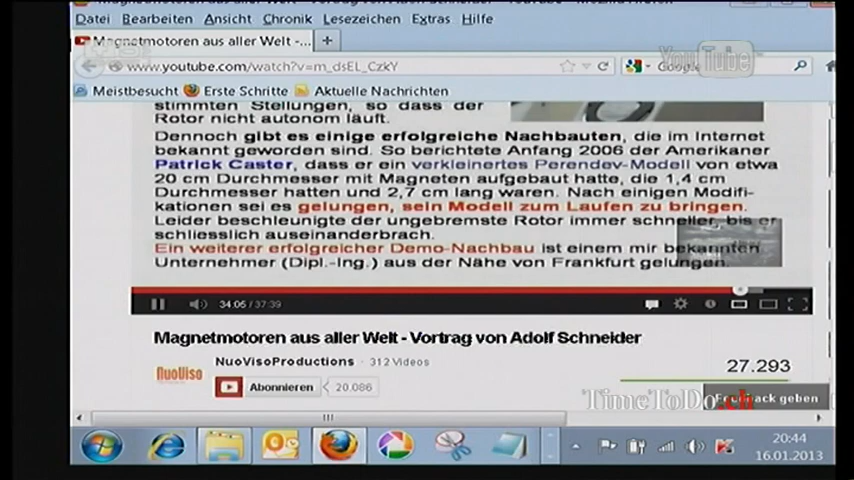 Datei Bearbeiten Ansicht Chronik Lesezeichen Extras Hilfe
Magnetmotoren aus aller Welt -...
YouTube
www.youtube.com/watch?v=m_dsEL_CzkY
Google
Meistbesucht Erste Schritte Aktuelle Nachrichten
stimmten Stellungen, so dass der
Rotor nicht autonom läuft.
Dennoch gibt es einige erfolgreiche Nachbauten, die im Internet
bekannt geworden sind. So berichtete Anfang 2006 der Amerikaner
Patrick Caster, dass er ein verkleinertes Perendev-Modell von etwa
20 cm Durchmesser mit Magneten aufgebaut hatte, die 1,4 cm
Durchmesser hatten und 2,7 cm lang waren. Nach einigen Modifi-
kationen sei es gelungen, sein Modell zum Laufen zu bringen.
Leider beschleunigte der ungebremste Rotor immer schneller, bis er
schliesslich auseinanderbrach.
Ein weiterer erfolgreicher Demo-Nachbau ist einem mir bekannten
Unternehmer (Dipl.-Ing.) aus der Nähe von Frankfurt gelungen.
34:05 / 37:39
Magnetmotoren aus aller Welt - Vortrag von Adolf Schneider
NuoViso
NuoVisoProductions · 312 Videos
Abonnieren 20.086
27.293
TimeToDo.ch
geben
20:44
16.01.2013